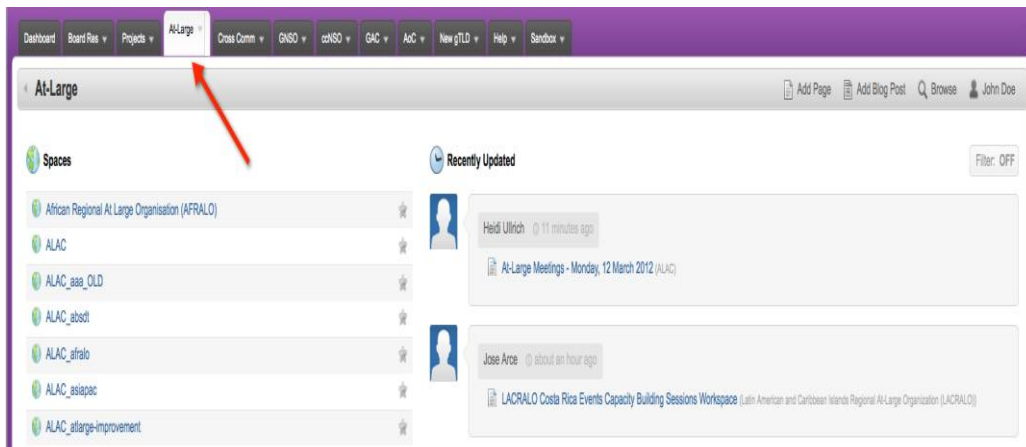 Dashboard Board Res Projects At-Large Cross Comm GNSO ccNSO GAC AoC New gTLD Help Sandbox
At-Large
Add Page Add Blog Post Browse John Doe
Spaces
African Regional At Large Organisation (AFRALO)
ALAC
ALAC_aaa_OLD
ALAC_absdt
ALAC_afralo
ALAC_asiapac
ALAC_atlarge-improvement
Recently Updated
Filter: OFF
Heidi Ullrich 11 minutes ago
At-Large Meetings - Monday, 12 March 2012 (ALAC)
Jose Arce about an hour ago
LACRALO Costa Rica Events Capacity Building Sessions Workspace (Latin American and Caribbean Islands Regional At-Large Organization (LACRALO))